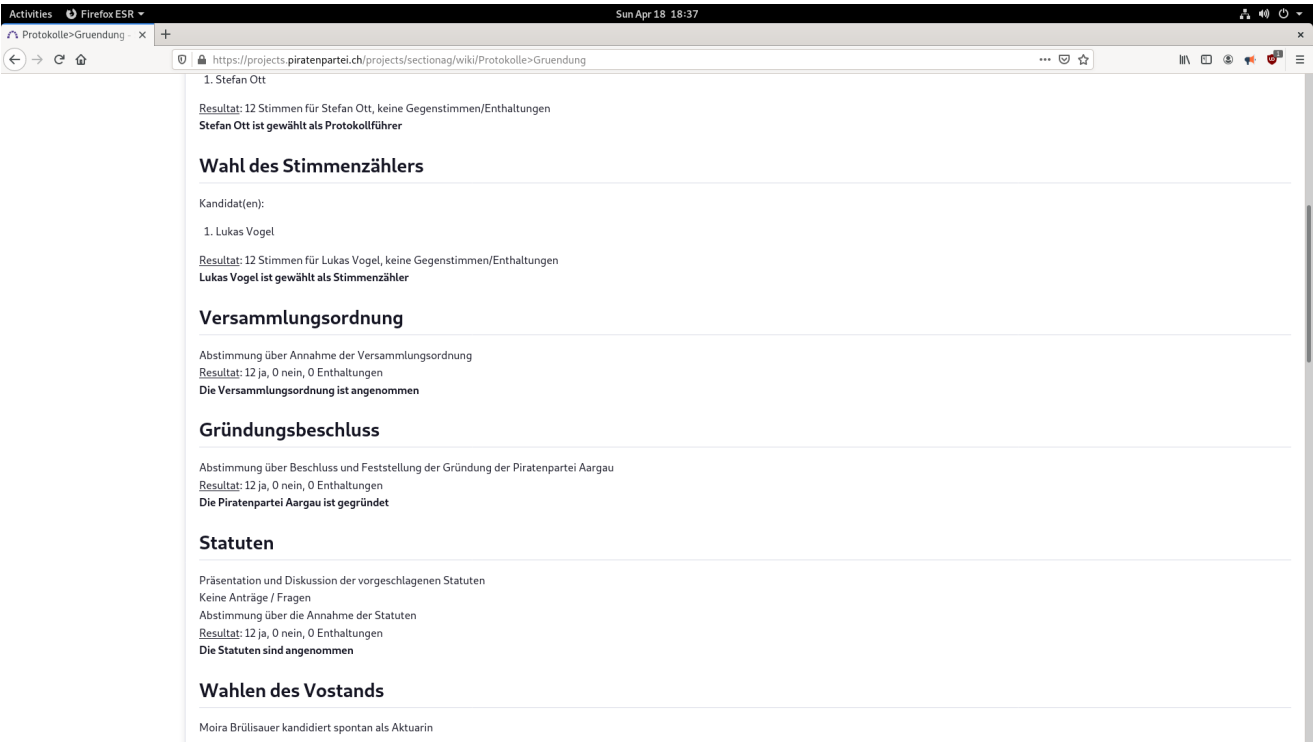 Activities Firefox ESR Sun Apr 18 18:37
Protokolle>Gruendung -
https://projects.piratenpartei.ch/projects/sectionag/wiki/Protokolle>Gruendung
1. Stefan Ott
Resultat: 12 Stimmen für Stefan Ott, keine Gegenstimmen/Enthaltungen
Stefan Ott ist gewählt als Protokollführer
Wahl des Stimmenzählers
Kandidat(en):
1. Lukas Vogel
Resultat: 12 Stimmen für Lukas Vogel, keine Gegenstimmen/Enthaltungen
Lukas Vogel ist gewählt als Stimmenzähler
Versammlungsordnung
Abstimmung über Annahme der Versammlungsordnung
Resultat: 12 ja, 0 nein, 0 Enthaltungen
Die Versammlungsordnung ist angenommen
Gründungsbeschluss
Abstimmung über Beschluss und Feststellung der Gründung der Piratenpartei Aargau
Resultat: 12 ja, 0 nein, 0 Enthaltungen
Die Piratenpartei Aargau ist gegründet
Statuten
Präsentation und Diskussion der vorgeschlagenen Statuten
Keine Anträge / Fragen
Abstimmung über die Annahme der Statuten
Resultat: 12 ja, 0 nein, 0 Enthaltungen
Die Statuten sind angenommen
Wahlen des Vostands
Moira Brülisauer kandidiert spontan als Aktuarin